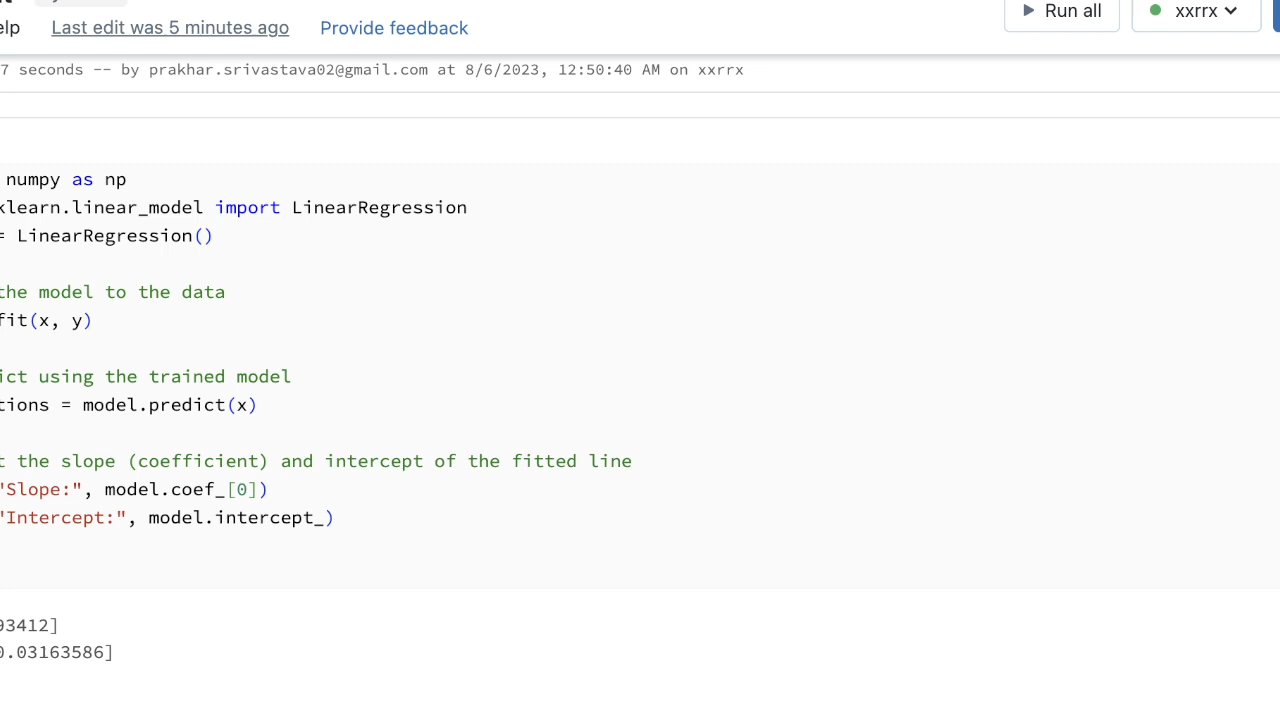 elp Last edit was 5 minutes ago Provide feedback Run all xxrrx
7 seconds -- by prakhar.srivastava02@gmail.com at 8/6/2023, 12:50:40 AM on xxrrx
numpy as np
klearn.linear_model import LinearRegression
= LinearRegression()
the model to the data
fit(x, y)
ict using the trained model
tions = model.predict(x)
t the slope (coefficient) and intercept of the fitted line
"Slope:", model.coef_[0])
"Intercept:", model.intercept_)
93412]
0.03163586]